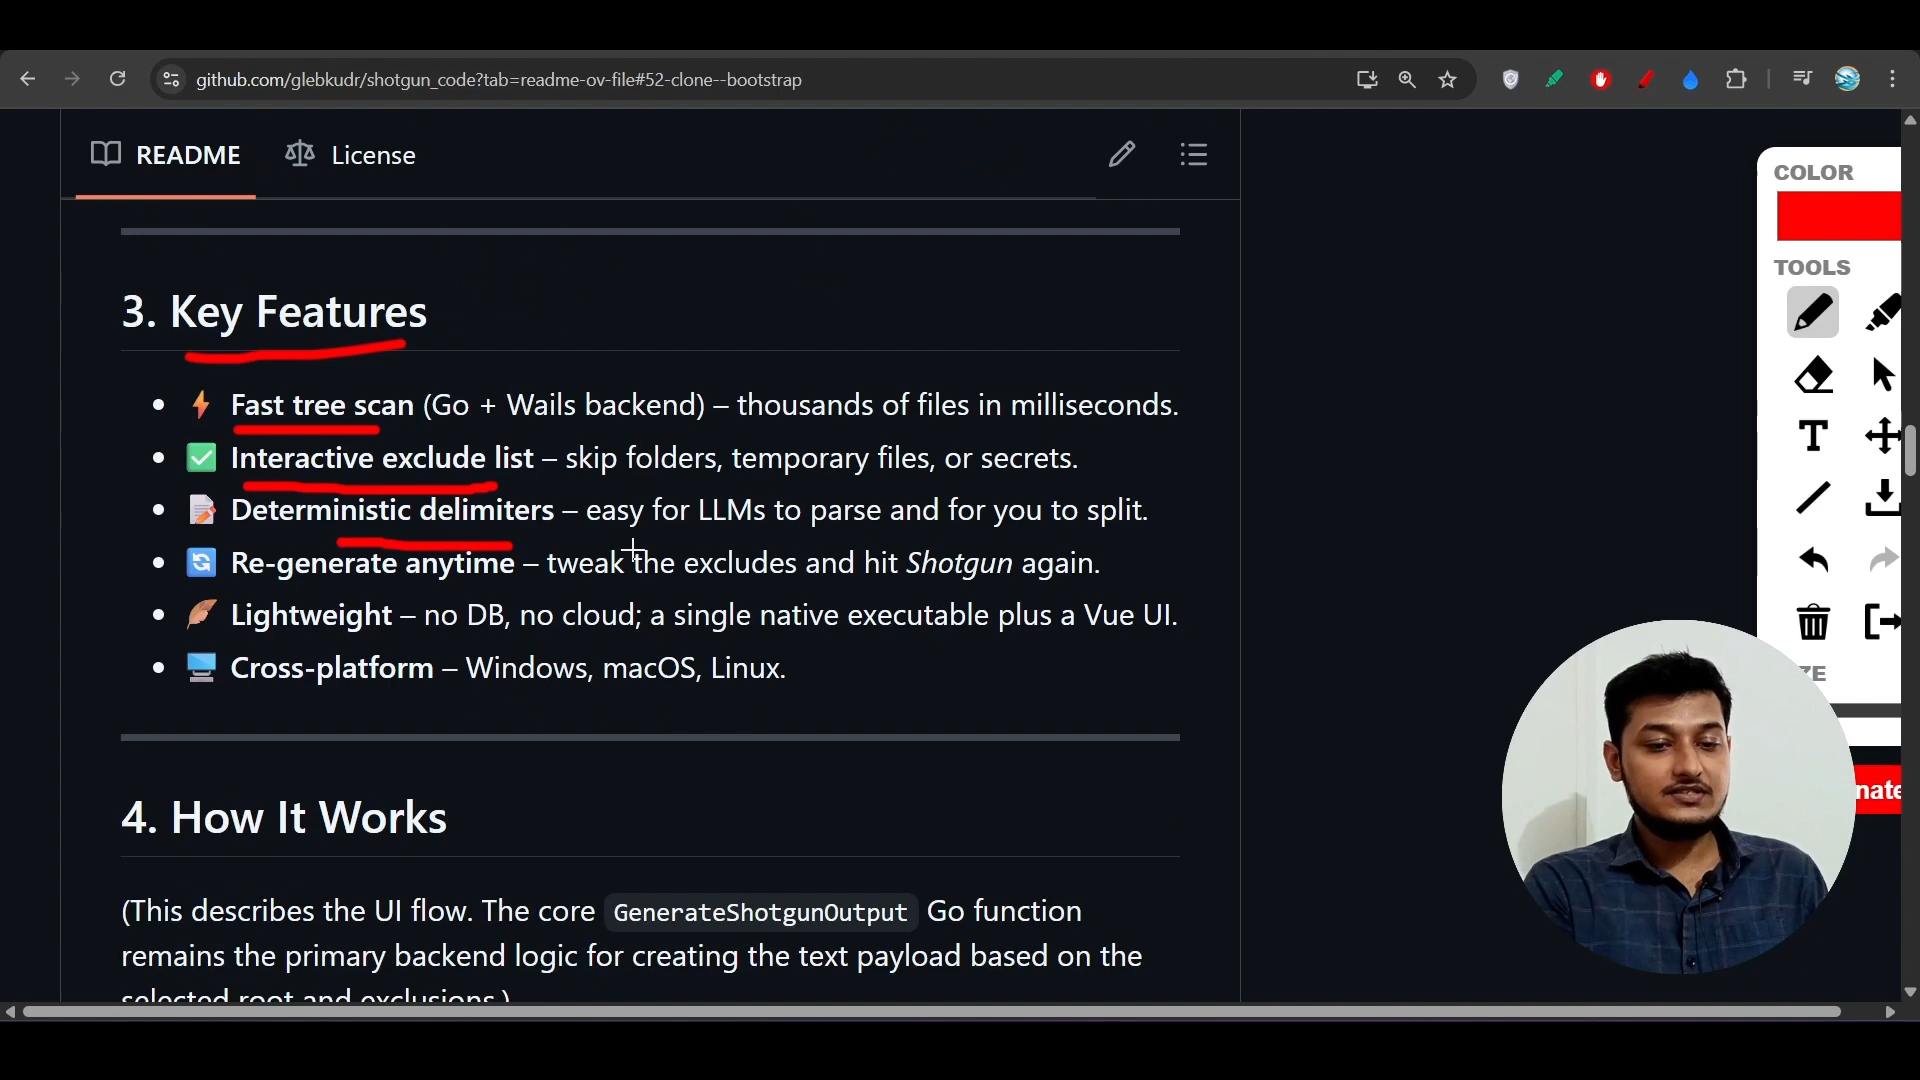 github.com/glebkudr/shotgun_code?tab=readme-ov-file#52-clone--bootstrap
README
License
COLOR
TOOLS
3. Key Features
Fast tree scan (Go + Wails backend) – thousands of files in milliseconds.
Interactive exclude list – skip folders, temporary files, or secrets.
Deterministic delimiters – easy for LLMs to parse and for you to split.
Re-generate anytime – tweak the excludes and hit Shotgun again.
Lightweight – no DB, no cloud; a single native executable plus a Vue UI.
Cross-platform – Windows, macOS, Linux.
4. How It Works
(This describes the UI flow. The core GenerateShotgunOutput Go function
remains the primary backend logic for creating the text payload based on the
selected root and exclusions.)